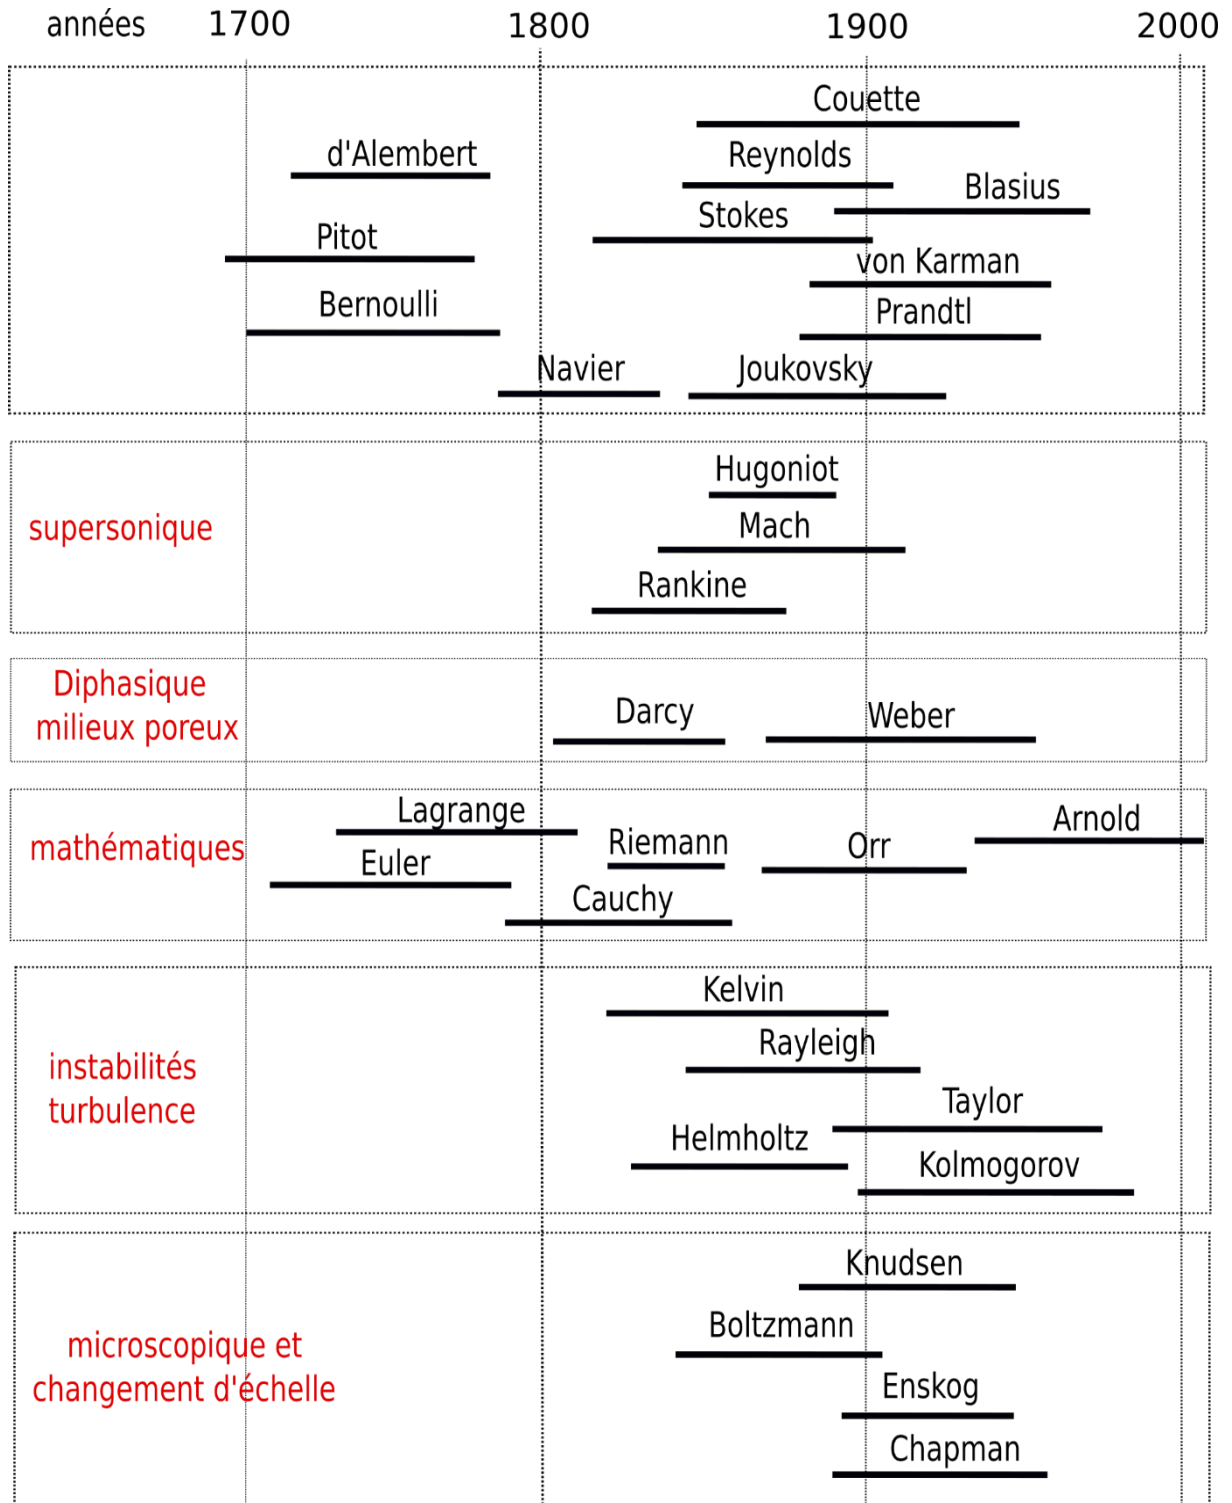 années 1700 1800 1900 2000
Couette
d'Alembert
Reynolds
Blasius
Stokes
Pitot
von Karman
Bernoulli
Prandtl
Navier
Joukovsky
supersonique
Hugoniot
Mach
Rankine
Diphasique
milieux poreux
Darcy
Weber
mathématiques
Lagrange
Riemann
Orr
Arnold
Euler
Cauchy
instabilités
turbulence
Kelvin
Rayleigh
Taylor
Helmholtz
Kolmogorov
microscopique et
changement d'échelle
Knudsen
Boltzmann
Enskog
Chapman